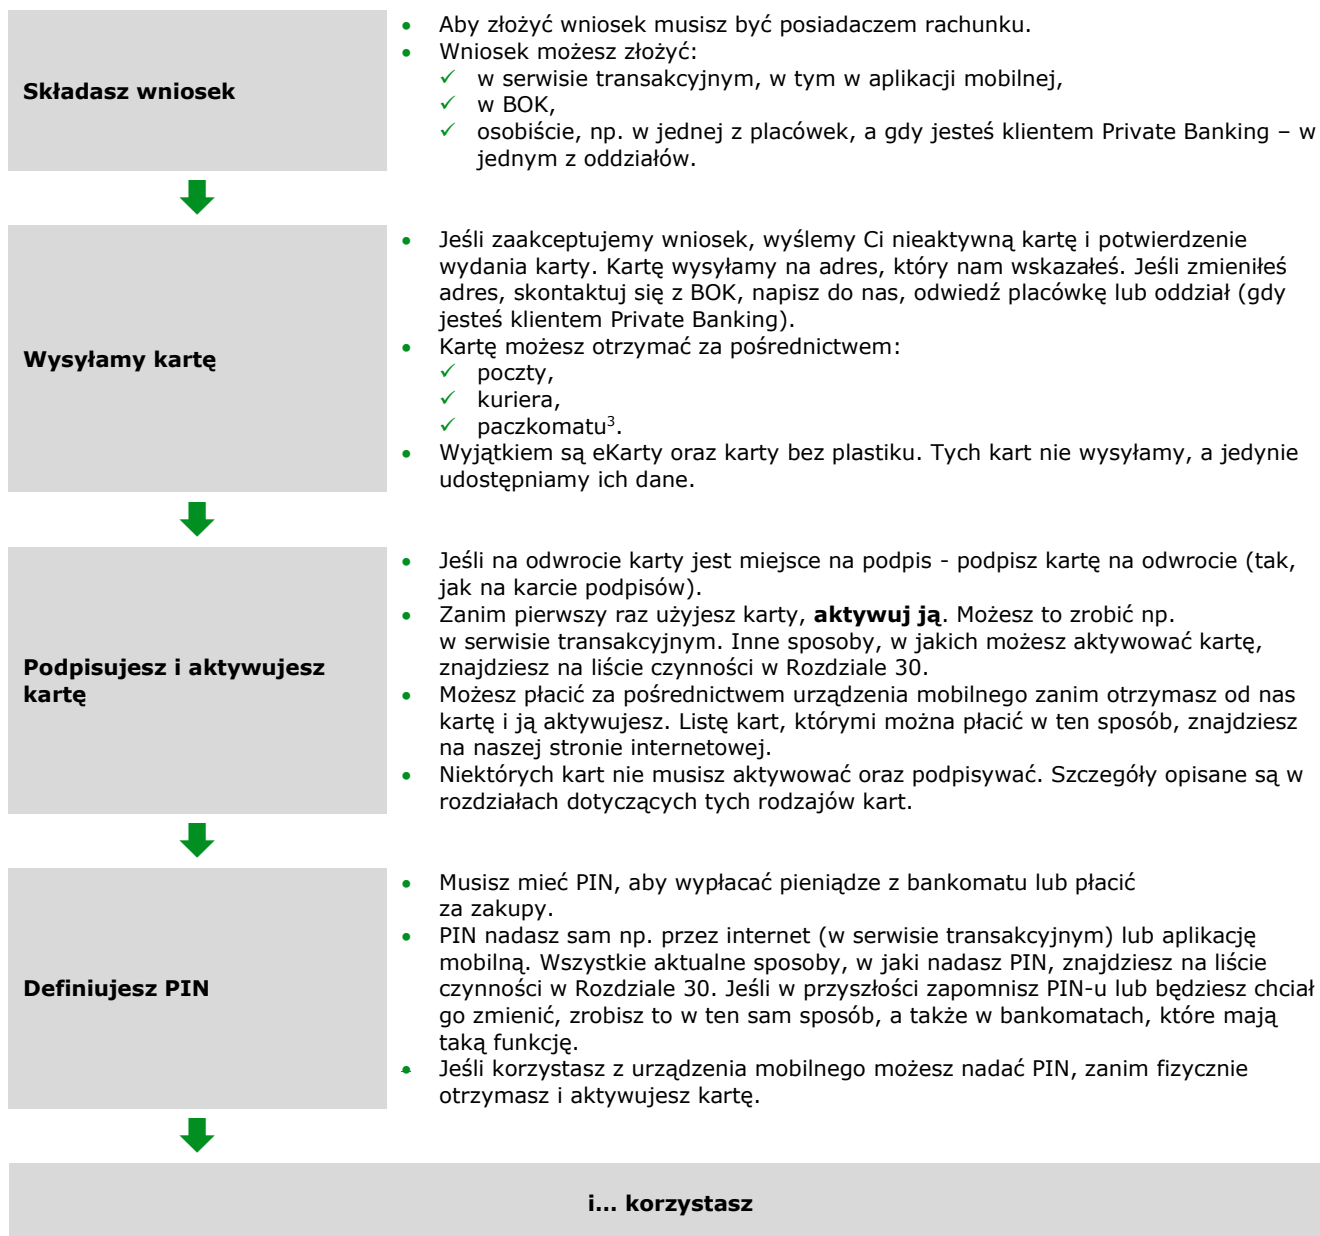 Składasz wniosek
• Aby złożyć wniosek musisz być posiadaczem rachunku.
• Wniosek możesz złożyć:
✓ w serwisie transakcyjnym, w tym w aplikacji mobilnej,
✓ w BOK,
✓ osobiście, np. w jednej z placówek, a gdy jesteś klientem Private Banking – w
jednym z oddziałów.
Wysyłamy kartę
• Jeśli zaakceptujemy wniosek, wyślemy Ci nieaktywną kartę i potwierdzenie
wydania karty. Kartę wysyłamy na adres, który nam wskazałeś. Jeśli zmieniłeś
adres, skontaktuj się z BOK, napisz do nas, odwiedź placówkę lub oddział (gdy
jesteś klientem Private Banking).
• Kartę możesz otrzymać za pośrednictwem:
✓ poczty,
✓ kuriera,
✓ paczkomatu³.
• Wyjątkiem są eKarty oraz karty bez plastiku. Tych kart nie wysyłamy, a jedynie
udostępniamy ich dane.
Podpisujesz i aktywujesz
kartę
• Jeśli na odwrocie karty jest miejsce na podpis - podpisz kartę na odwrocie (tak,
jak na karcie podpisów).
• Zanim pierwszy raz użyjesz karty, aktywuj ją. Możesz to zrobić np.
w serwisie transakcyjnym. Inne sposoby, w jakich możesz aktywować kartę,
znajdziesz na liście czynności w Rozdziale 30.
• Możesz płacić za pośrednictwem urządzenia mobilnego zanim otrzymasz od nas
kartę i ją aktywujesz. Listę kart, którymi można płacić w ten sposób, znajdziesz
na naszej stronie internetowej.
• Niektórych kart nie musisz aktywować oraz podpisywać. Szczegóły opisane są w
rozdziałach dotyczących tych rodzajów kart.
Definiujesz PIN
• Musisz mieć PIN, aby wypłacać pieniądze z bankomatu lub płacić
za zakupy.
• PIN nadasz sam np. przez internet (w serwisie transakcyjnym) lub aplikację
mobilną. Wszystkie aktualne sposoby, w jaki nadasz PIN, znajdziesz na liście
czynności w Rozdziale 30. Jeśli w przyszłości zapomnisz PIN-u lub będziesz chciał
go zmienić, zrobisz to w ten sam sposób, a także w bankomatach, które mają
taką funkcję.
• Jeśli korzystasz z urządzenia mobilnego możesz nadać PIN, zanim fizycznie
otrzymasz i aktywujesz kartę.
i… korzystasz